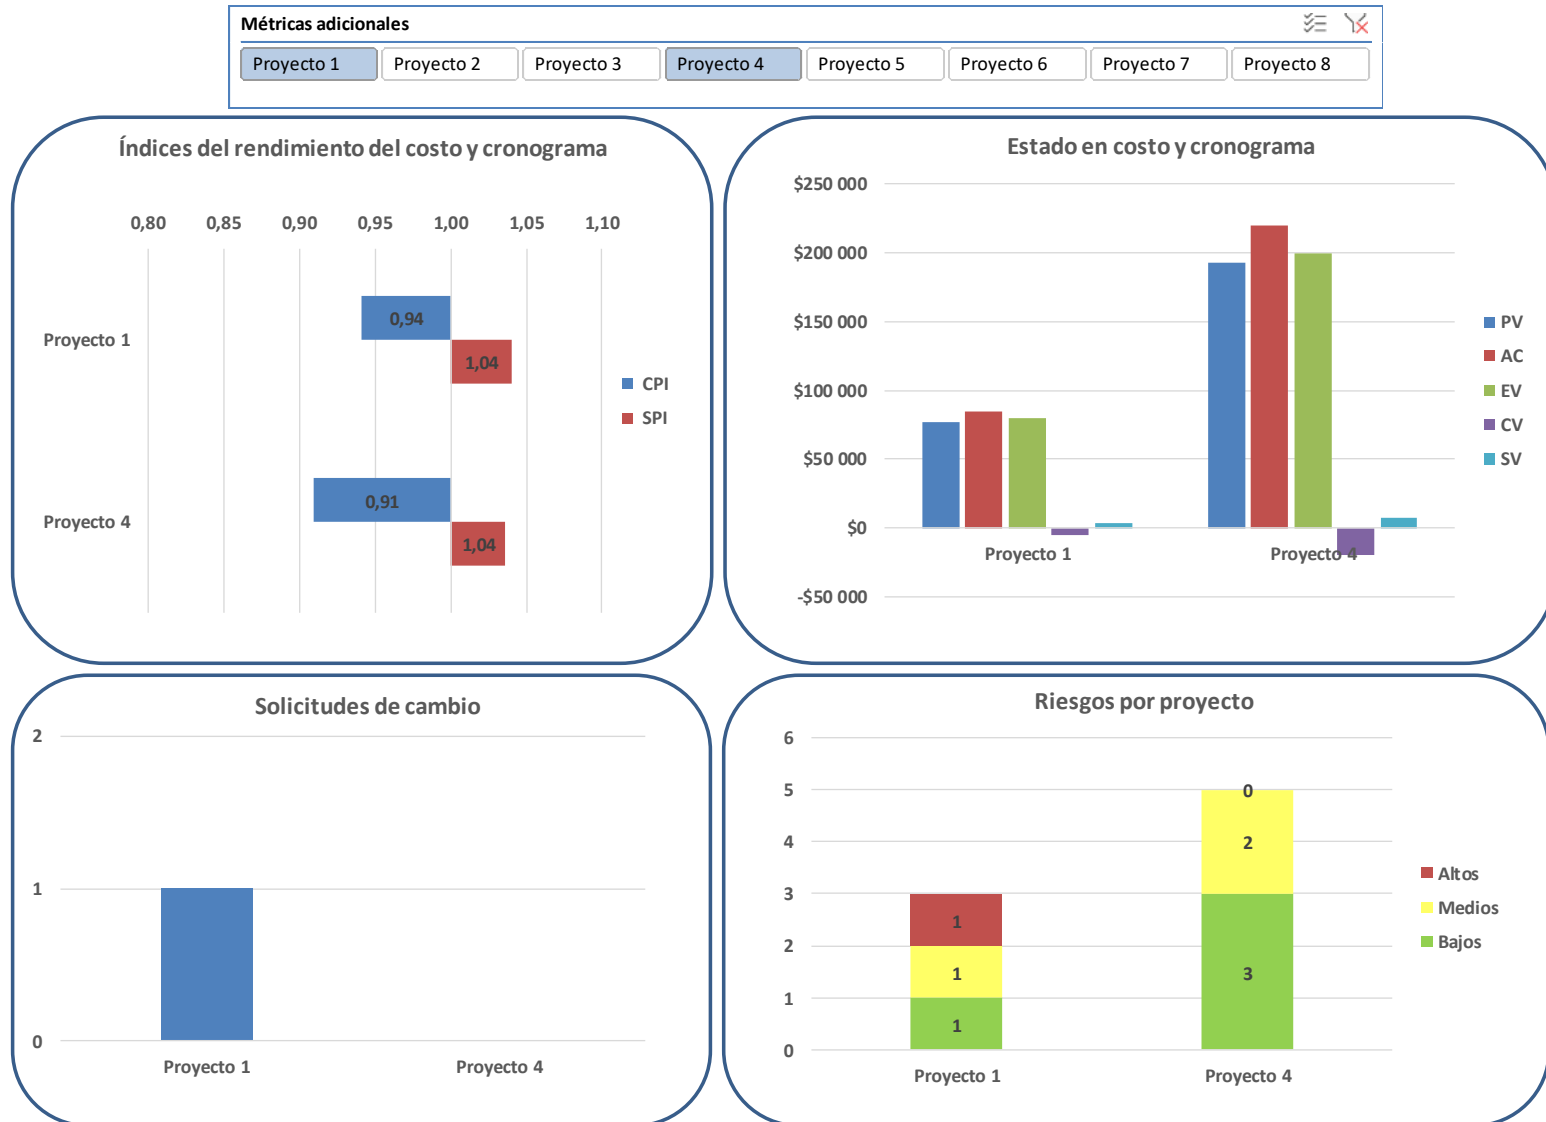 Métricas adicionales
Proyecto 1 Proyecto 2 Proyecto 3 Proyecto 4 Proyecto 5 Proyecto 6 Proyecto 7 Proyecto 8
Índices del rendimiento del costo y cronograma
0,80 0,85 0,90 0,95 1,00 1,05 1,10
Proyecto 1
0,94
1,04
Proyecto 4
0,91
1,04
CPI
SPI
Estado en costo y cronograma
$250 000
$200 000
$150 000
$100 000
$50 000
$0
-$50 000
Proyecto 1 Proyecto 4
PV
AC
EV
CV
SV
Solicitudes de cambio
2
1
0
Proyecto 1 Proyecto 4
Riesgos por proyecto
6
5
4
3
2
1
0
1
1
1
0
2
3
Proyecto 1 Proyecto 4
Altos
Medios
Bajos